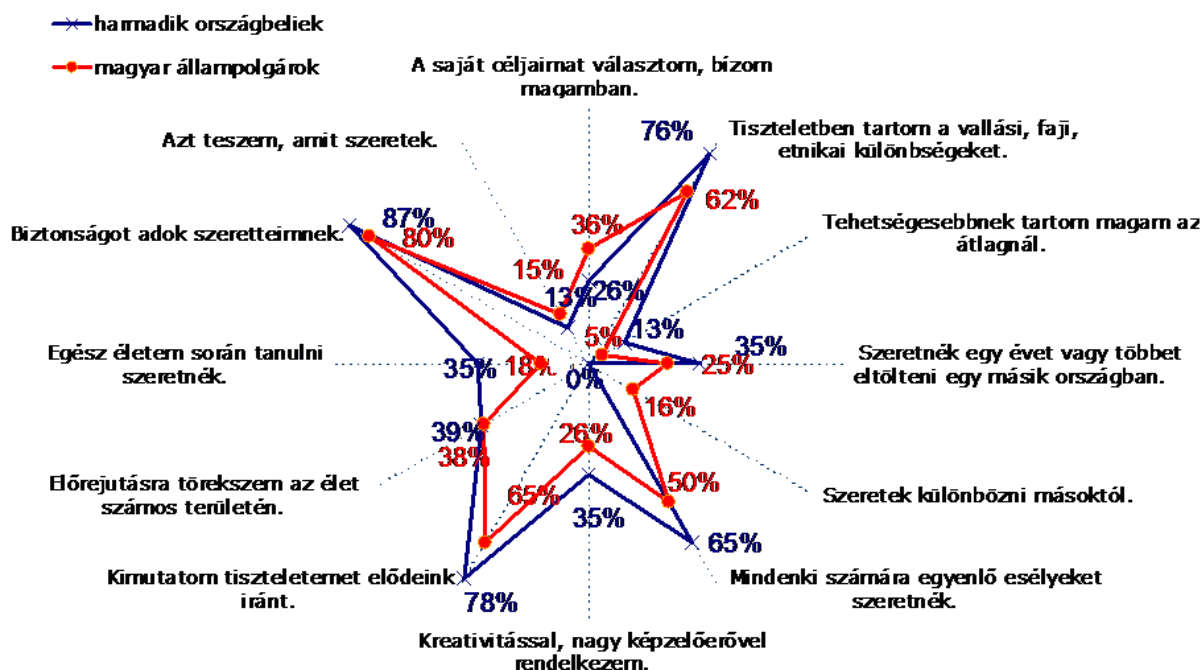 harmadik országbeliek
magyar állampolgárok
A saját céljaimat választom, bízom
magamban.
76%
Tiszteletben tartom a vallási, faji,
etnikai különbségeket.
Azt teszem, amit szeretek.
62%
87%
80%
Biztonságot adok szeretteimnek.
36%
Tehetségesebbnek tartom magam az
átlagnál.
15%
13%
26%
5%
13%
35%
Egész életem során tanulni
szeretnék.
35%
18%
0%
25%
Szeretnék egy évet vagy többet
eltölteni egy másik országban.
16%
39%
38%
26%
Előrejutásra törekszem az élet
számos területén.
65%
50%
Szeretek különbözni másoktól.
35%
65%
Kimutatom tiszteletemet elődeink
iránt.
78%
Mindenki számára egyenlő esélyeket
szeretnék.
Kreativitással, nagy képzelőerővel
rendelkezem.